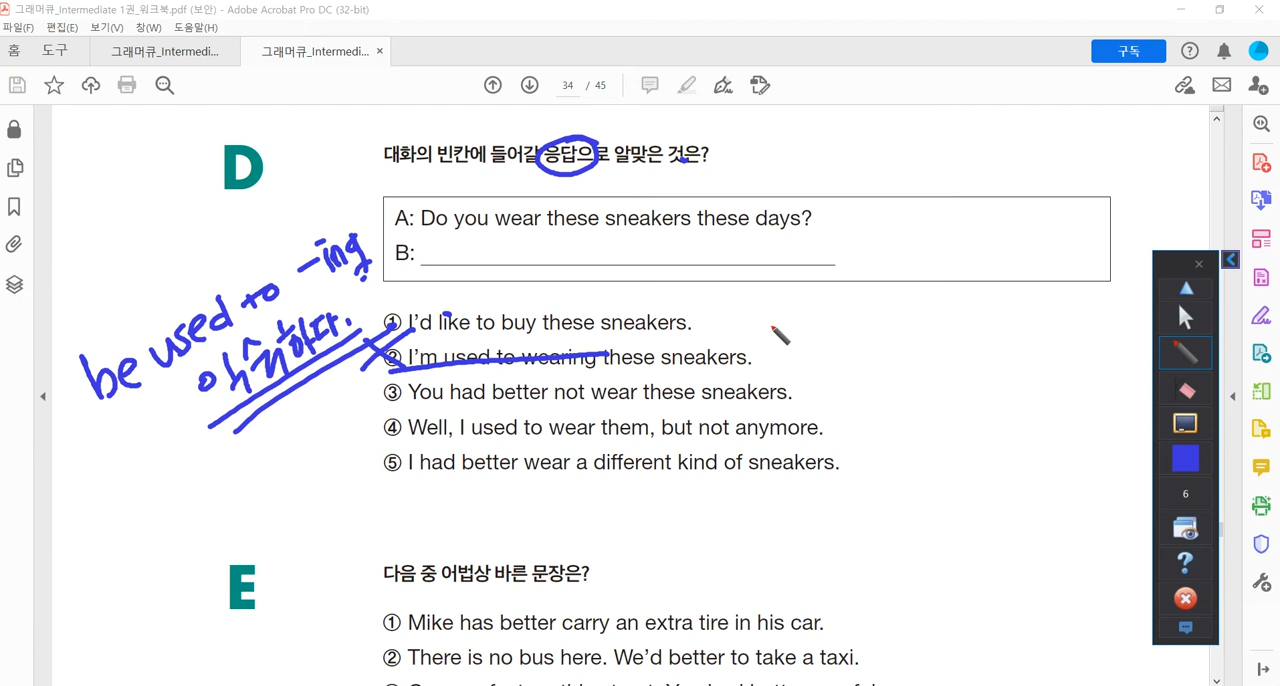 그래머큐_Intermediate 1권_워크북.pdf (보안) - Adobe Acrobat Pro DC (32-bit)
파일(F) 편집(E) 보기(V) 창(W) 도움말(H)
홈 도구 그래머큐_Intermedi... 그래머큐_Intermedi... ×
구독
34 / 45
D 대화의 빈칸에 들어갈 응답으로 알맞은 것은?
A: Do you wear these sneakers these days?
B:
be used to -ing
익숙하다.
① I'd like to buy these sneakers.
② I'm used to wearing these sneakers.
③ You had better not wear these sneakers.
④ Well, I used to wear them, but not anymore.
⑤ I had better wear a different kind of sneakers.
6
E 다음 중 어법상 바른 문장은?
① Mike has better carry an extra tire in his car.
② There is no bus here. We'd better to take a taxi.